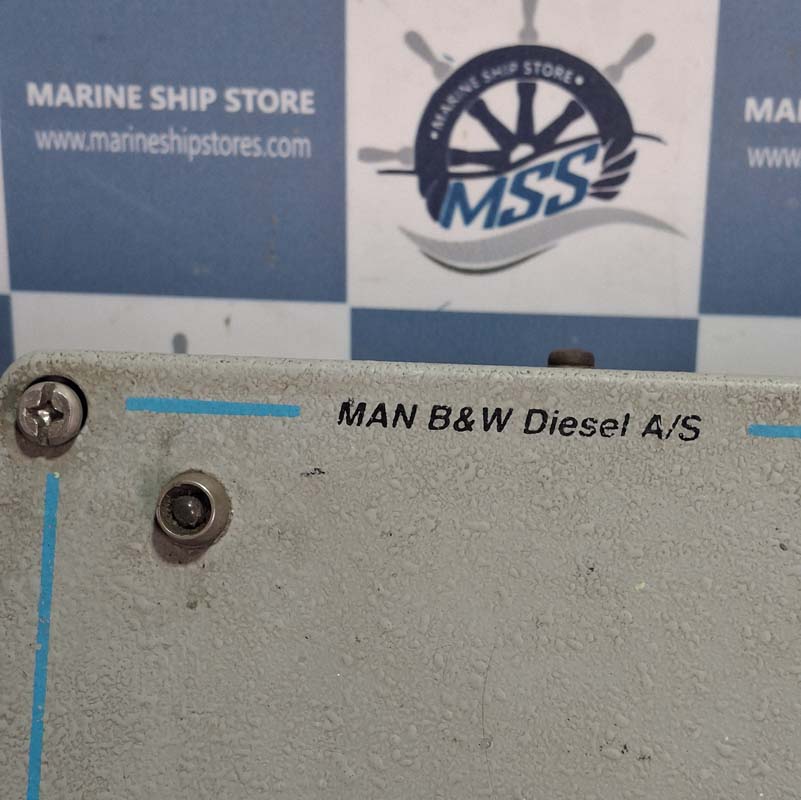 MARINE SHIP STORE
www.marineshipstores.com
•MARINE SHIP STORE•
MSS
MAN B&W Diesel A/S